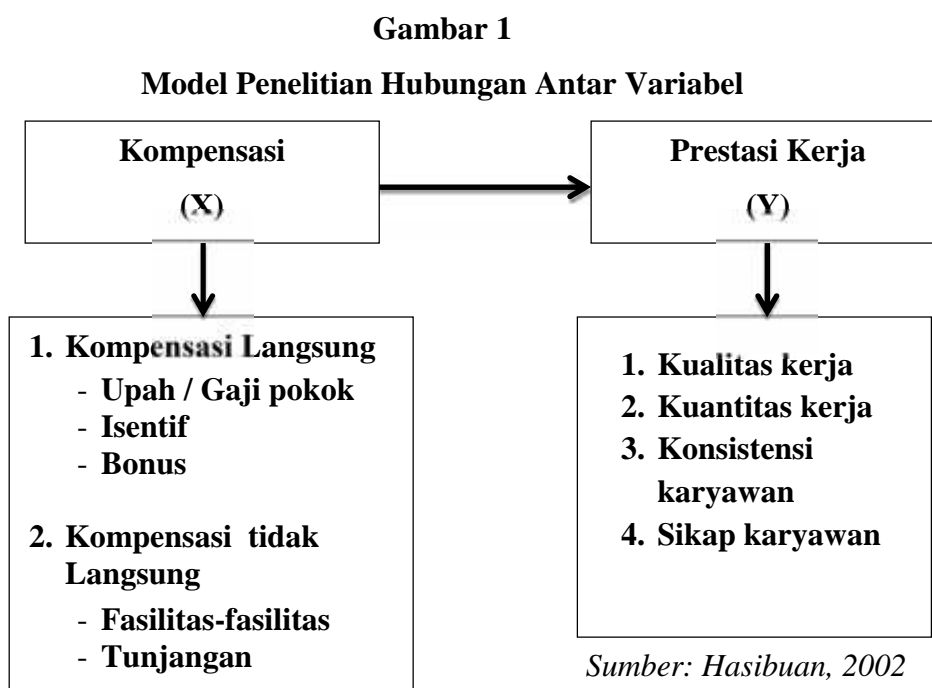 Gambar 1
Model Penelitian Hubungan Antar Variabel
Kompensasi
(X)
Prestasi Kerja
(Y)
1. Kompensasi Langsung
- Upah / Gaji pokok
- Isentif
- Bonus
2. Kompensasi tidak
Langsung
- Fasilitas-fasilitas
- Tunjangan
1. Kualitas kerja
2. Kuantitas kerja
3. Konsistensi
karyawan
4. Sikap karyawan
Sumber: Hasibuan, 2002